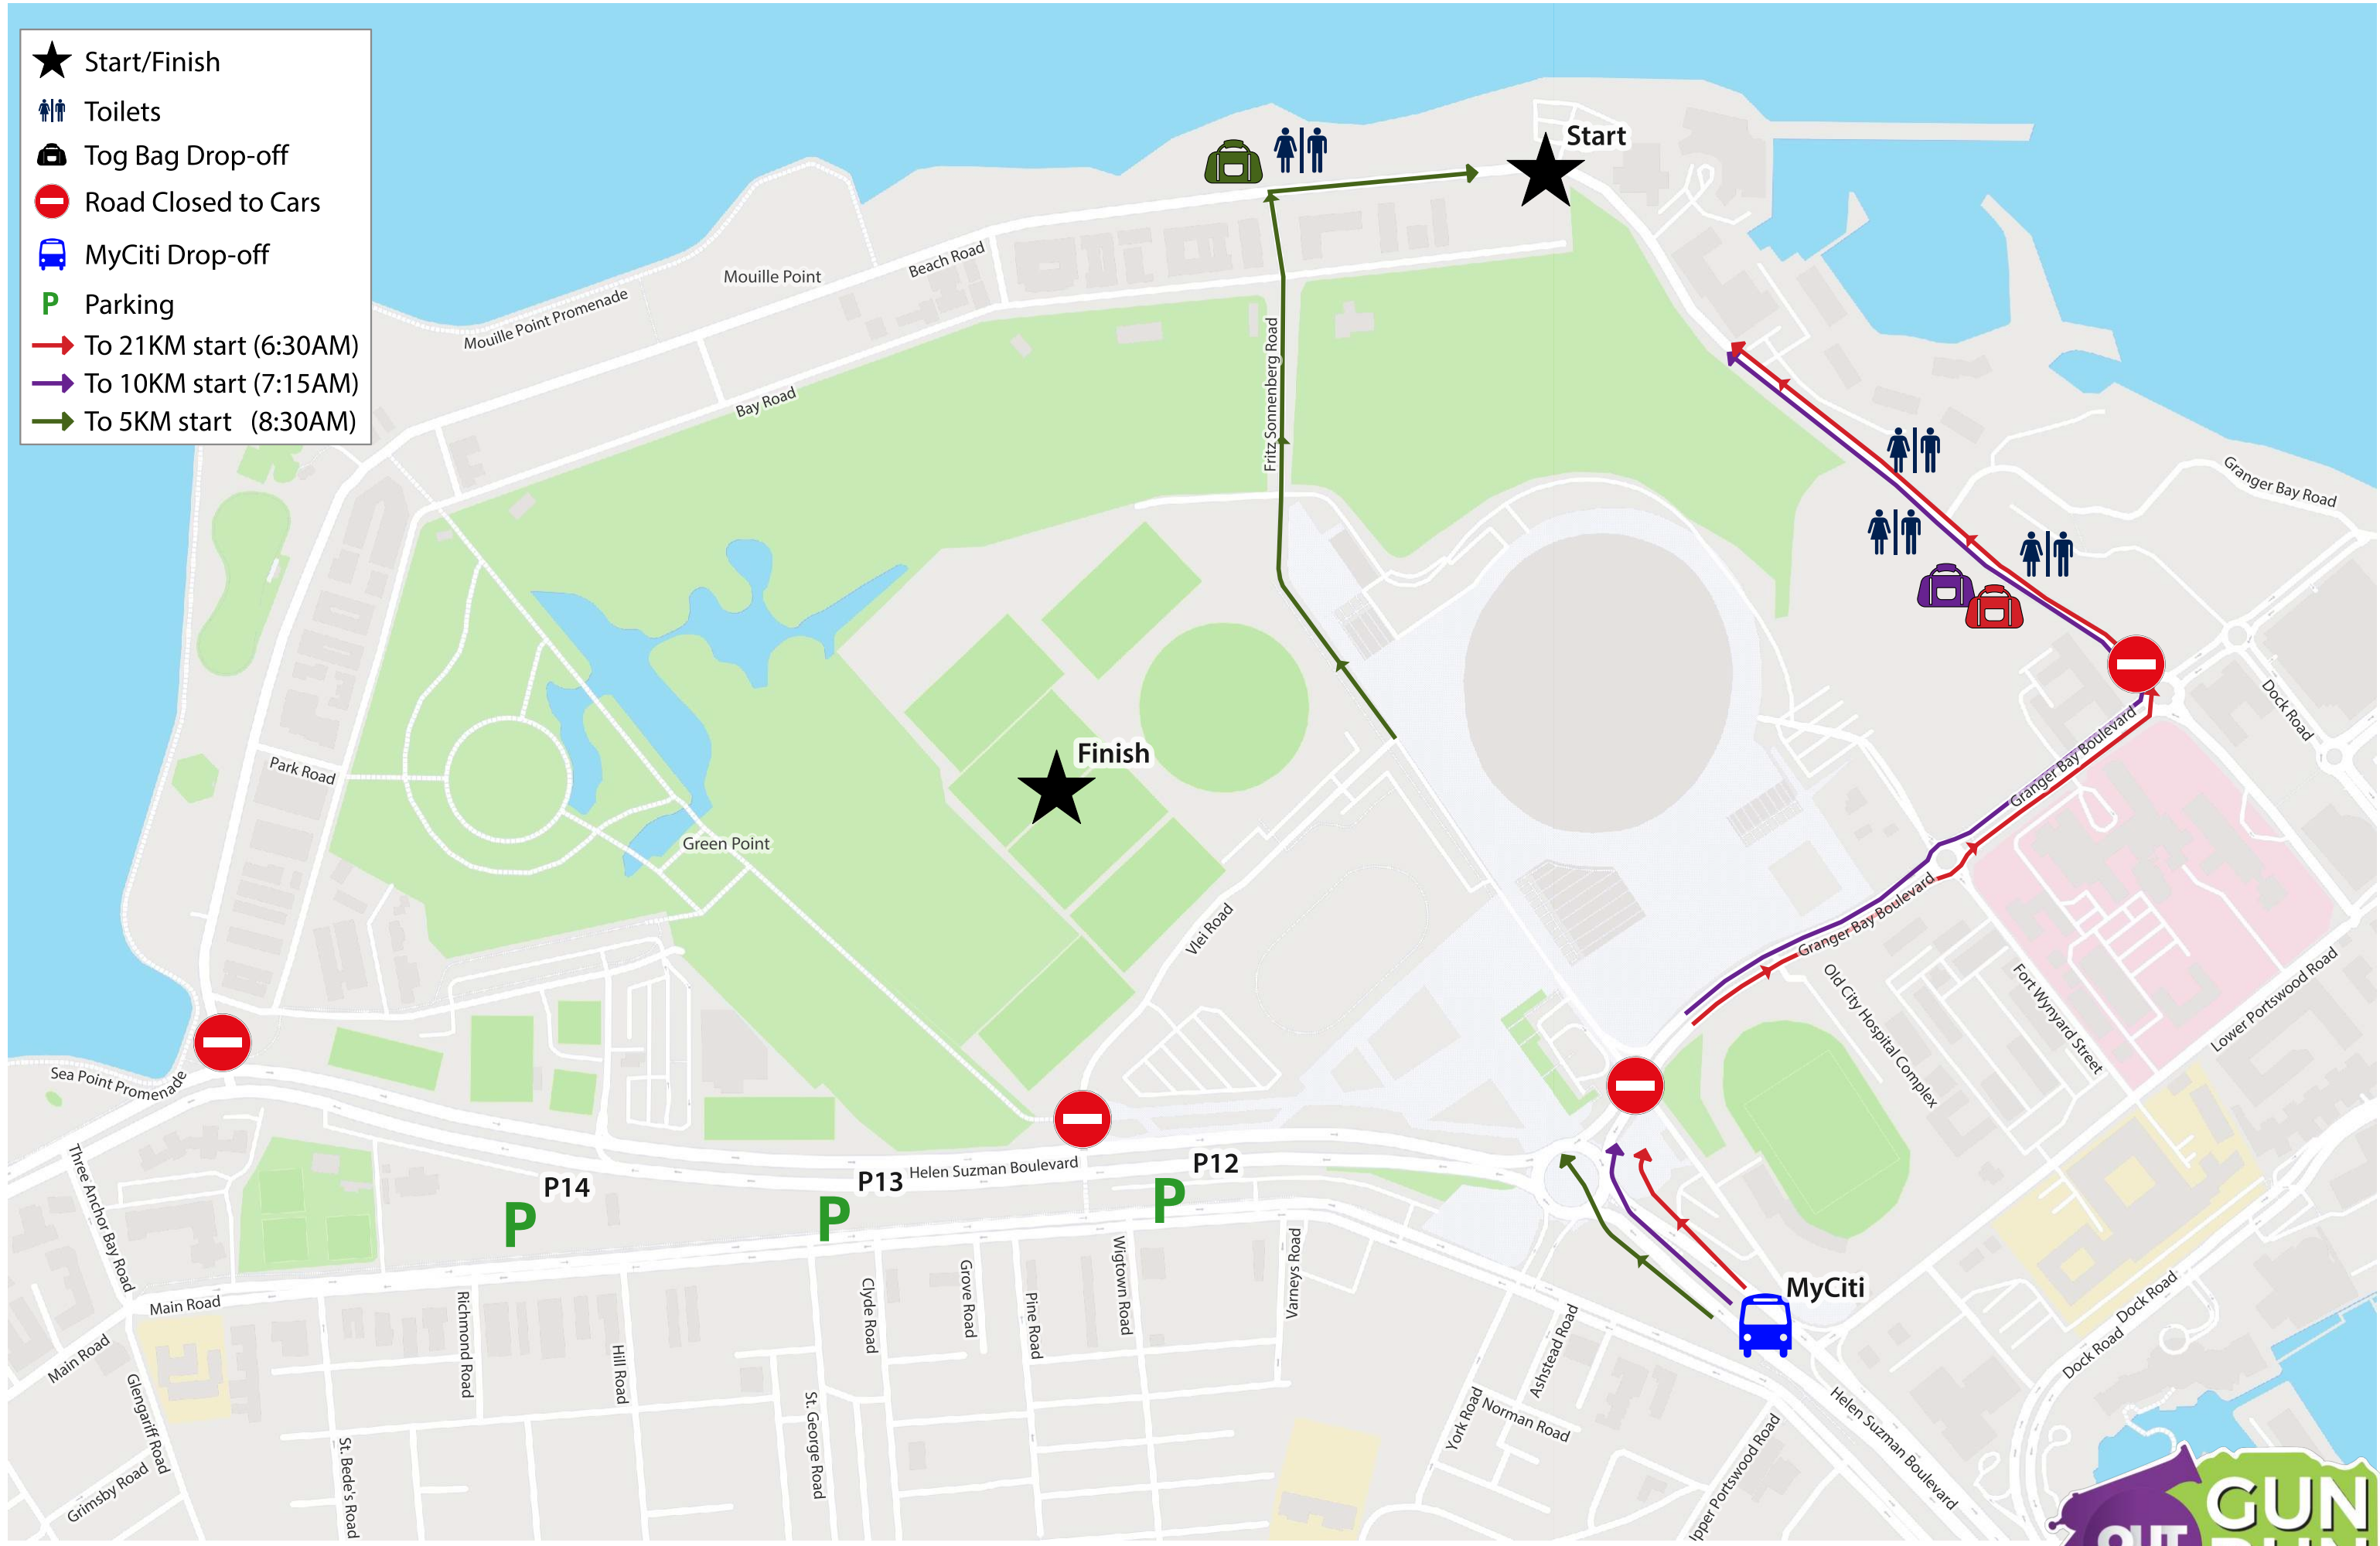 Start/Finish
Toilets
Tog Bag Drop-off
Road Closed to Cars
MyCiti Drop-off
P Parking
To 21KM start (6:30AM)
To 10KM start (7:15AM)
To 5KM start (8:30AM)
Start
Mouille Point
Beach Road
Mouille Point Promenade
Bay Road
Fritz Sonnenberg Road
Granger Bay Road
Dock Road
Granger Bay Boulevard
Park Road
Finish
Green Point
Vlei Road
Granger Bay Boulevard
Old City Hospital Complex
Fort Wynyard Street
Lower Portswood Road
Sea Point Promenade
Three Anchor Bay Road
P14
P
P13
P
Helen Suzman Boulevard
P12
P
MyCiti
Main Road
Main Road
Glengariff Road
Grimsby Road
St. Bede's Road
Richmond Road
Hill Road
St. George Road
Clyde Road
Grove Road
Pine Road
Wigtown Road
Varneys Road
York Road
Ashstead Road
Norman Road
Upper Portswood Road
Helen Suzman Boulevard
Dock Road
Dock Road
GUN
OUT
RUN